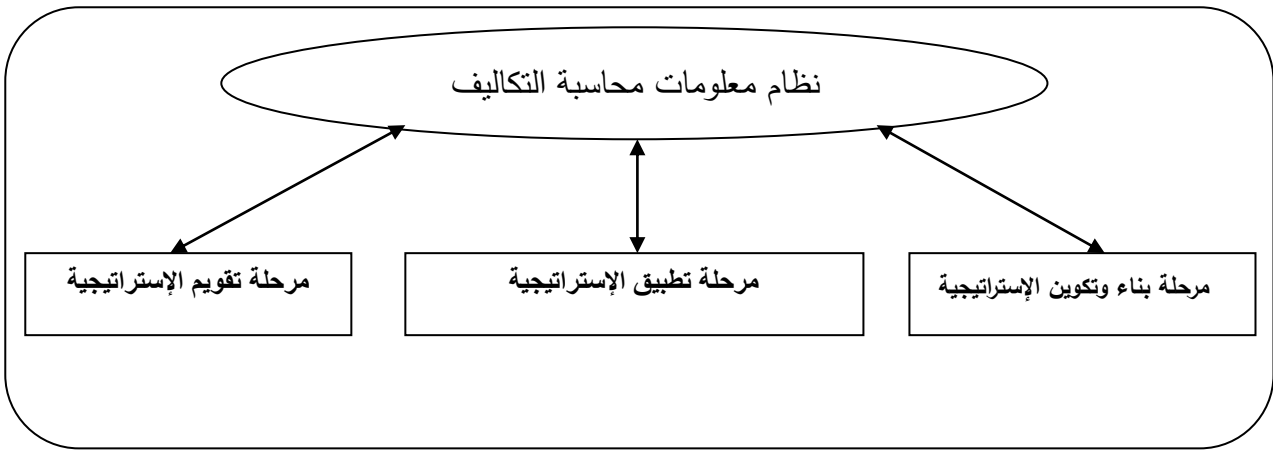 نظام معلومات محاسبة التكاليف
مرحلة بناء وتكوين الإستراتيجية
مرحلة تطبيق الإستراتيجية
مرحلة تقويم الإستراتيجية